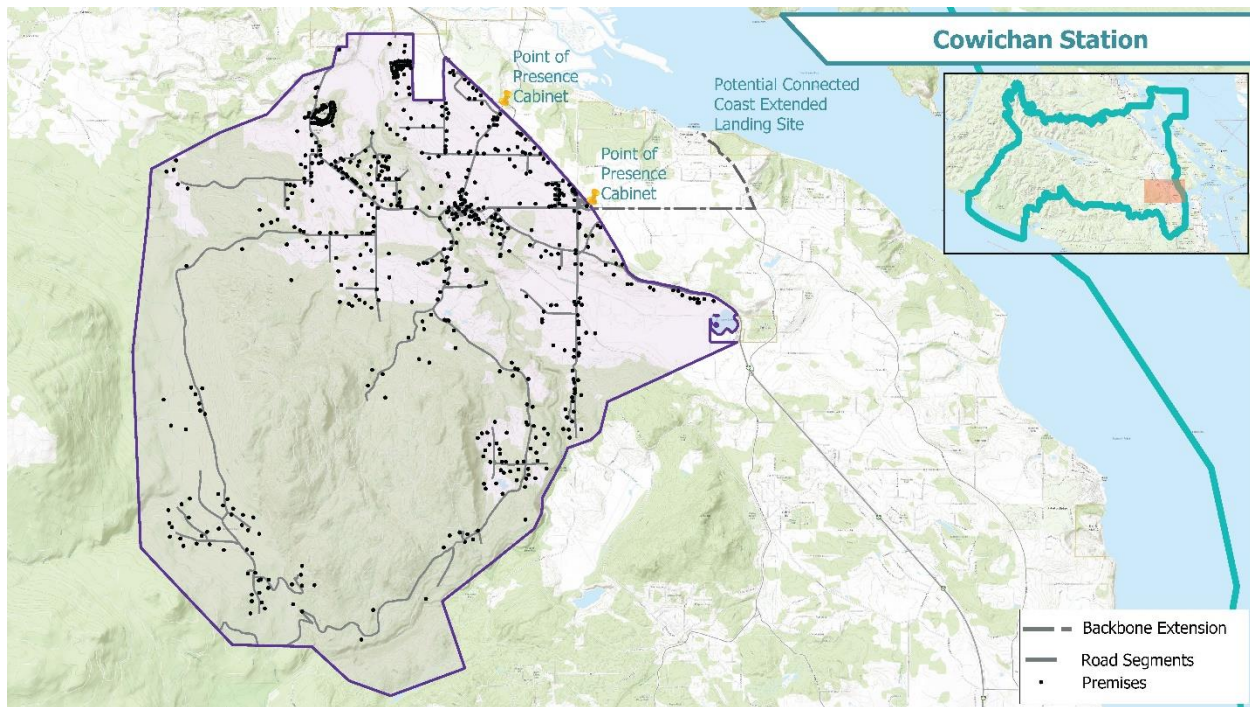 Cowichan Station
Point of
Presence
Cabinet
Potential Connected
Coast Extended
Landing Site
Point of
Presence
Cabinet
Backbone Extension
Road Segments
Premises